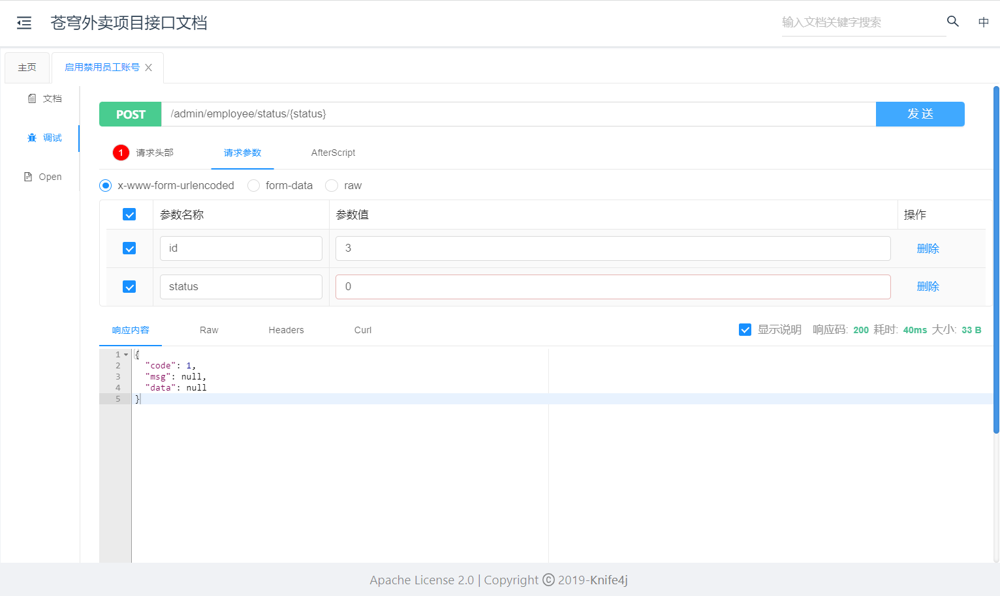 苍穹外卖项目接口文档
输入文档关键字搜索
中
主页
启用禁用员工账号
文档
调试
Open
POST /admin/employee/status/{status} 发 送
1 请求头部 请求参数 AfterScript
x-www-form-urlencoded form-data raw
参数名称 参数值 操作
id 3 删除
status 0 删除
响应内容 Raw Headers Curl 显示说明 响应码: 200 耗时: 40ms 大小: 33 B
1 {
2 "code": 1,
3 "msg": null,
4 "data": null
5 }
Apache License 2.0 | Copyright © 2019-Knife4j